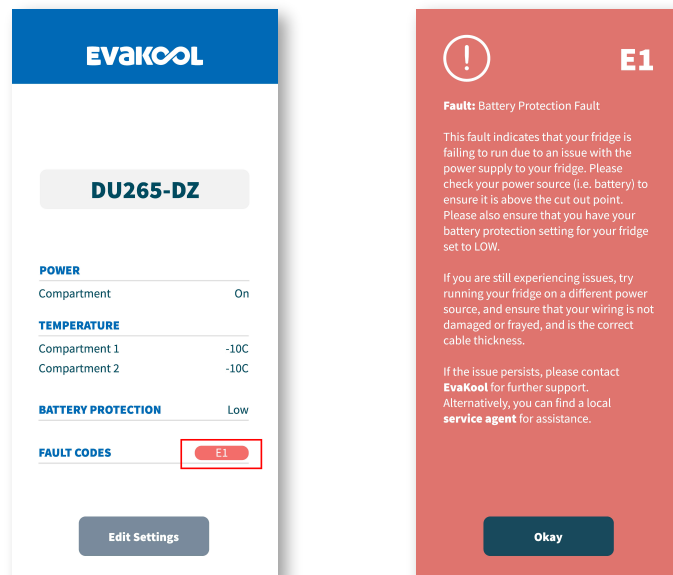 EVAKOOL
DU265-DZ
POWER
Compartment On
TEMPERATURE
Compartment 1 -10C
Compartment 2 -10C
BATTERY PROTECTION Low
FAULT CODES E1
Edit Settings
! E1
Fault: Battery Protection Fault
This fault indicates that your fridge is
failing to run due to an issue with the
power supply to your fridge. Please
check your power source (i.e. battery) to
ensure it is above the cut out point.
Please also ensure that you have your
battery protection setting for your fridge
set to LOW.
If you are still experiencing issues, try
running your fridge on a different power
source, and ensure that your wiring is not
damaged or frayed, and is the correct
cable thickness.
If the issue persists, please contact
EvaKool for further support.
Alternatively, you can find a local
service agent for assistance.
Okay